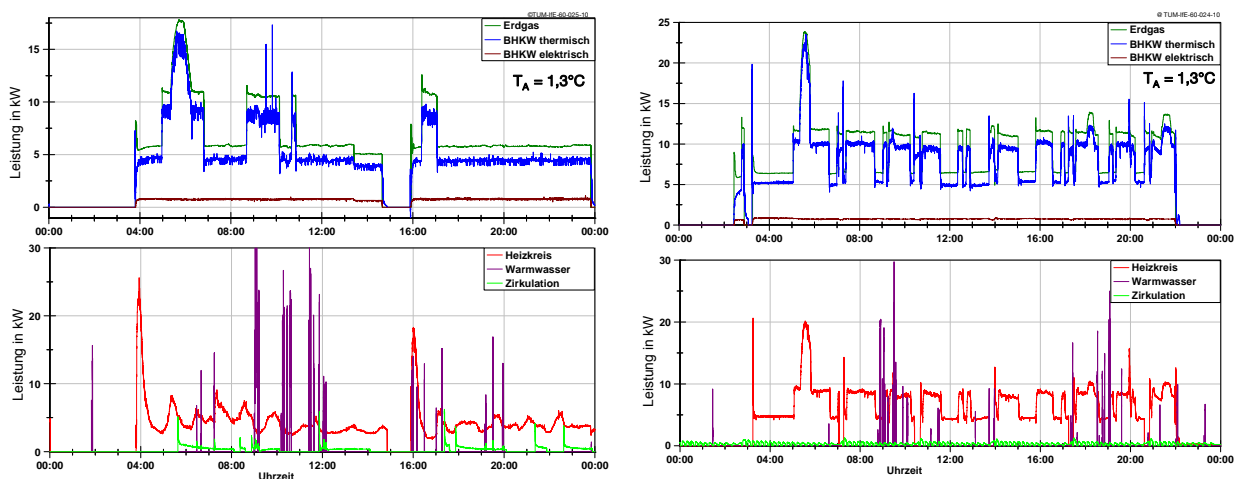 ©TUM-IfE-60-025-10
Leistung in kW
15
10
5
0
Erdgas
BHKW thermisch
BHKW elektrisch
TA = 1,3°C
00:00 04:00 08:00 12:00 16:00 20:00 00:00
Leistung in kW
30
20
10
0
Heizkreis
Warmwasser
Zirkulation
00:00 04:00 08:00 12:00 16:00 20:00 00:00
Uhrzeit
© TUM-IfE-60-024-10
Leistung in kW
25
20
15
10
5
0
Erdgas
BHKW thermisch
BHKW elektrisch
TA = 1,3°C
00:00 04:00 08:00 12:00 16:00 20:00 00:00
Leistung in kW
30
20
10
0
Heizkreis
Warmwasser
Zirkulation
00:00 04:00 08:00 12:00 16:00 20:00 00:00
Uhrzeit